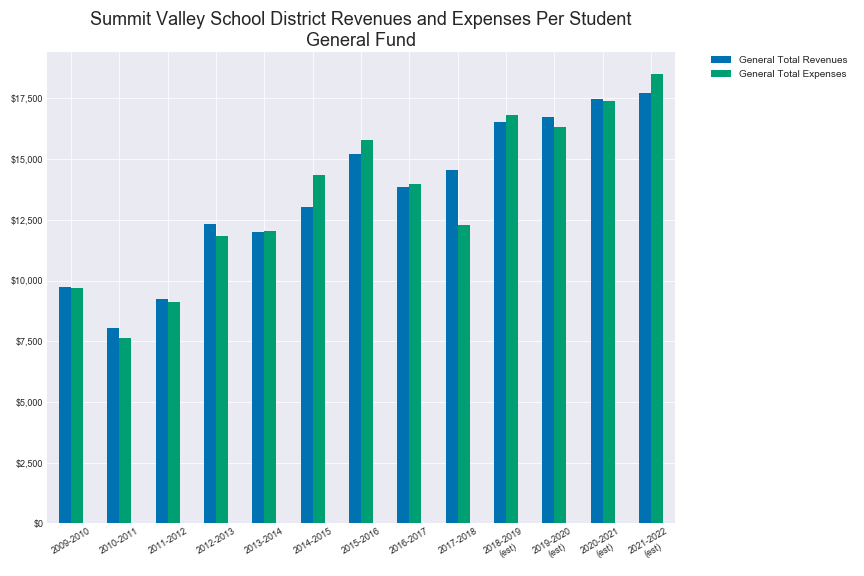 Summit Valley School District Revenues and Expenses Per Student
General Fund
General Total Revenues
General Total Expenses
$17,500
$15,000
$12,500
$10,000
$7,500
$5,000
$2,500
$0
2009-2010
2010-2011
2011-2012
2012-2013
2013-2014
2014-2015
2015-2016
2016-2017
2017-2018
2018-2019
(est)
2019-2020
(est)
2020-2021
(est)
2021-2022
(est)